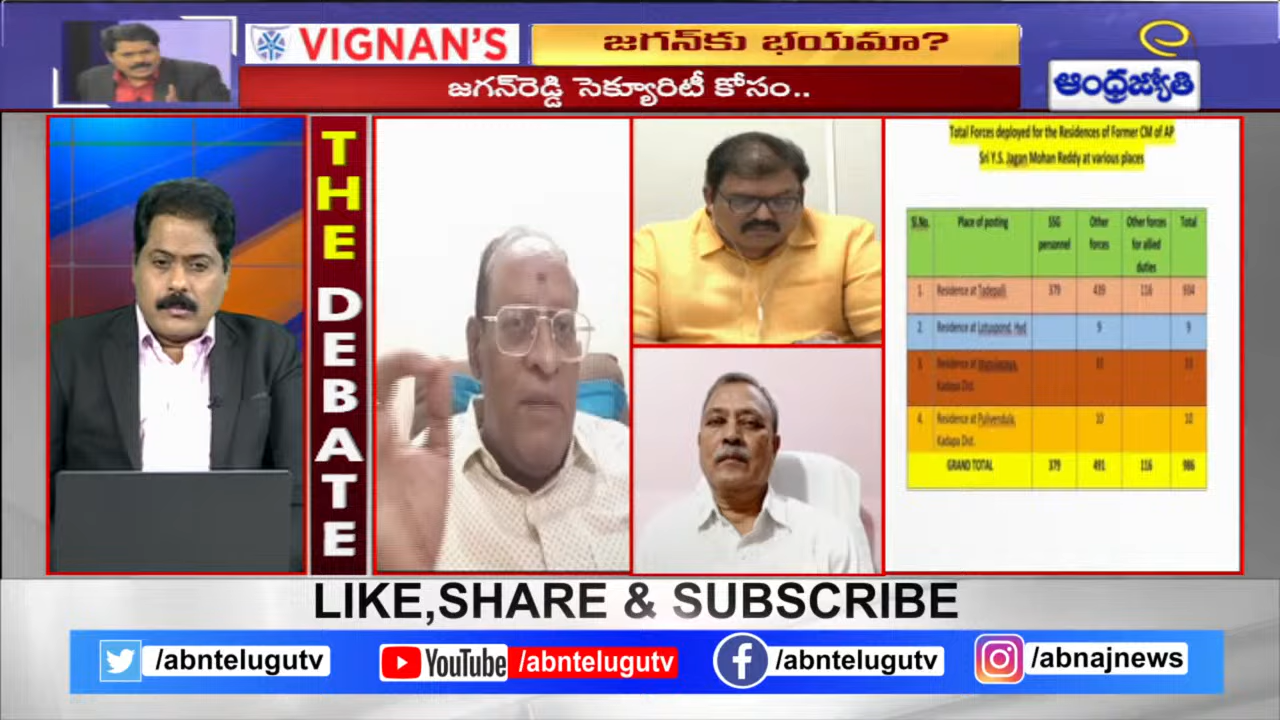 VIGNAN'S
జగన్‌కు భయమా?
జగన్‌రెడ్డి సెక్యూరిటీ కోసం..
ఆంధ్రజ్యోతి
THE DEBATE
Total Forces deployed for the Residences of Former CM of AP
Sri Y.S. Jagan Mohan Reddy at various places
Sl.No. Place of posting SSG personnel Other forces Other forces for allied duties Total
1. Residence at Tadepalli 379 439 116 934
2. Residence at Lotuspond, Hyd 9 9
3. Residence at Kadapa Dist. 33 33
4. Residence at Pulivendula, Kadapa Dist. 10 10
GRAND TOTAL 379 491 116 986
LIKE,SHARE & SUBSCRIBE
/abntelugutv
YouTube /abntelugutv
/abntelugutv
/abnajnews